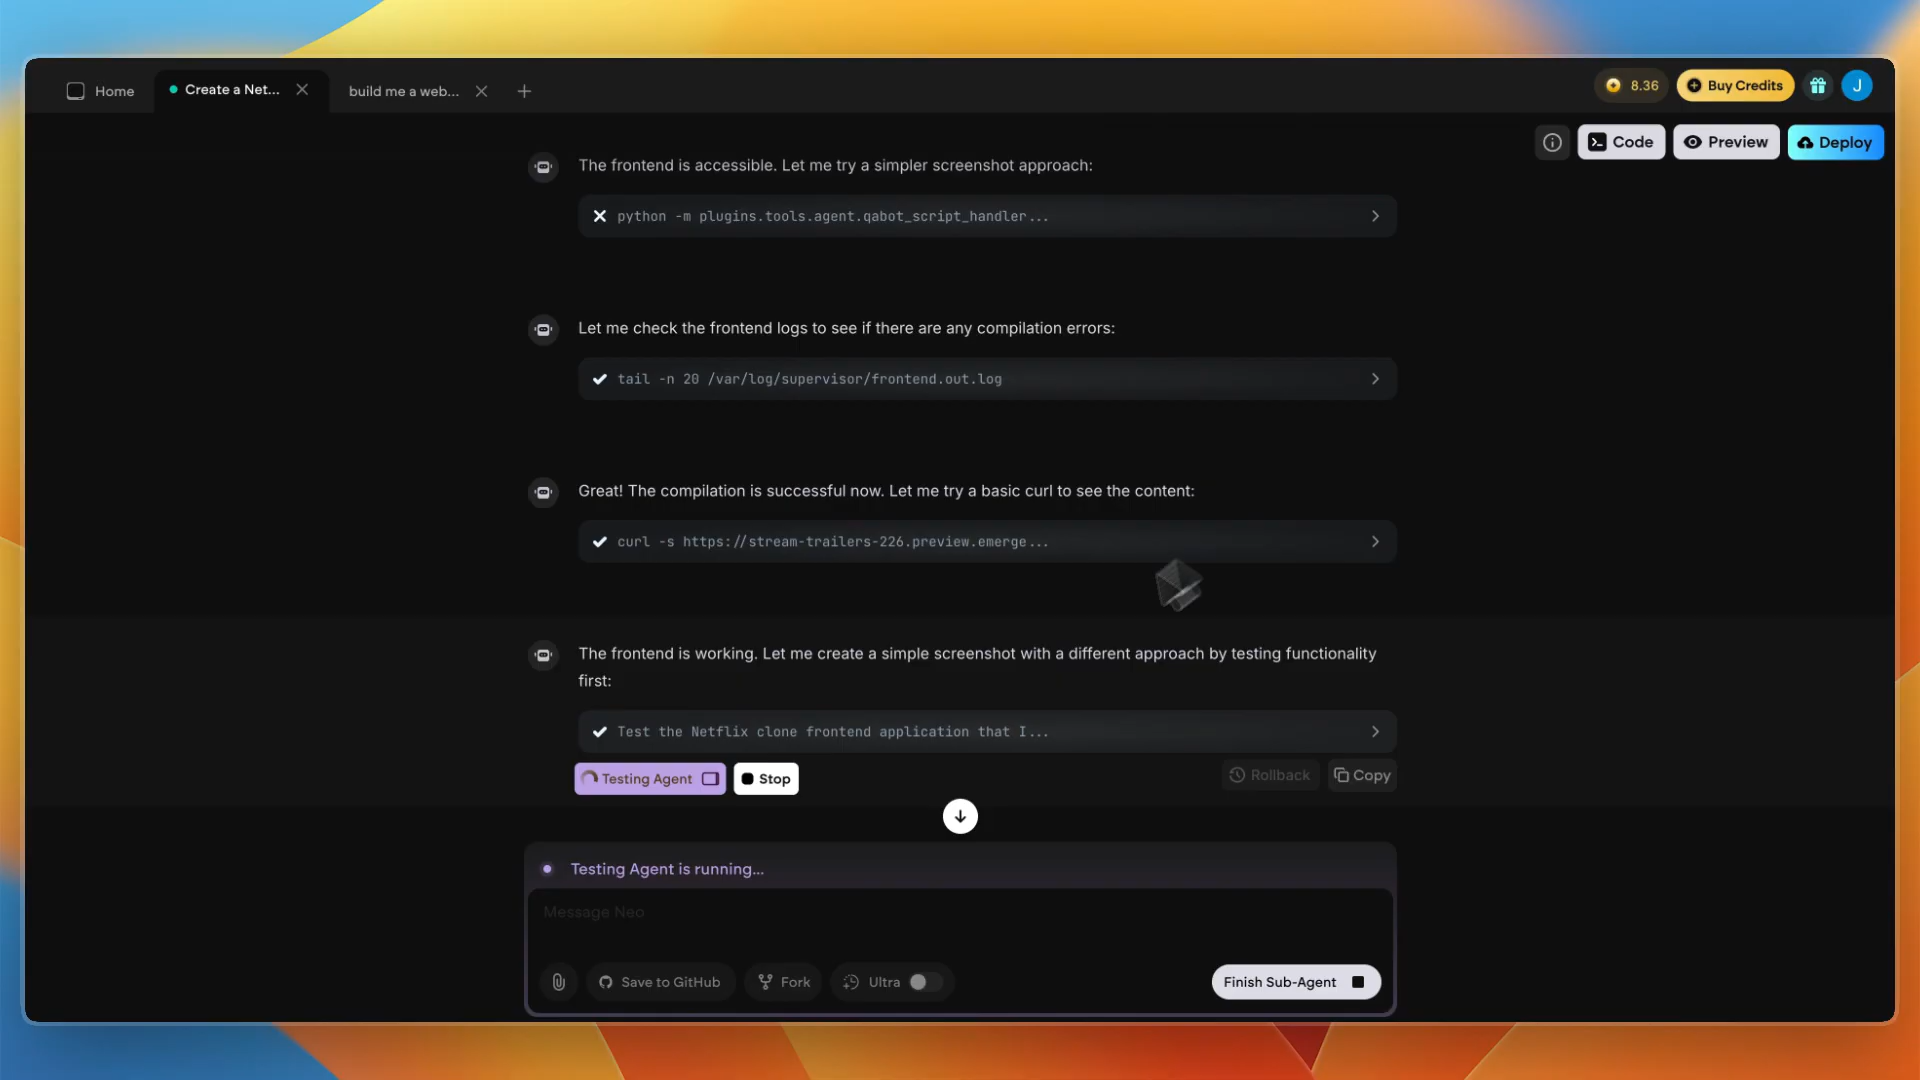 Home
Create a Net...
build me a web...
8.36
Buy Credits
J
Code
Preview
Deploy
The frontend is accessible. Let me try a simpler screenshot approach:
python -m plugins.tools.agent.qabot_script_handler...
Let me check the frontend logs to see if there are any compilation errors:
tail -n 20 /var/log/supervisor/frontend.out.log
Great! The compilation is successful now. Let me try a basic curl to see the content:
curl -s https://stream-trailers-226.preview.emerge...
The frontend is working. Let me create a simple screenshot with a different approach by testing functionality
first:
Test the Netflix clone frontend application that I...
Testing Agent
Stop
Rollback
Copy
Testing Agent is running...
Message Neo
Save to GitHub
Fork
Ultra
Finish Sub-Agent